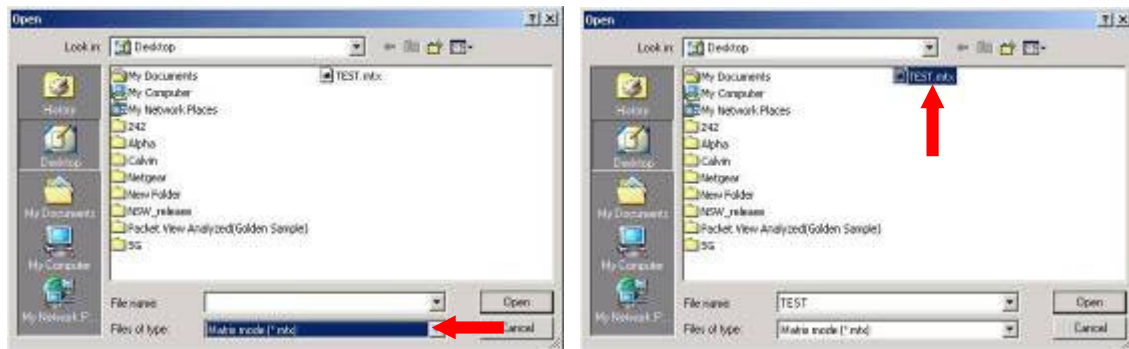 Open
Look in: Desktop
History
Desktop
My Documents
My Computer
My Network P.
My Documents
My Computer
My Network Places
242
Alpha
Calvin
Netgear
New Folder
NSW_release
Packet View Analyzed(Golden Sample)
5G
TEST.mtx
File name:
Open
Files of type: Matrix mode (*.mtx)
Cancel
Open
Look in: Desktop
History
Desktop
My Documents
My Computer
My Network P.
My Documents
My Computer
My Network Places
242
Alpha
Calvin
Netgear
New Folder
NSW_release
Packet View Analyzed(Golden Sample)
5G
TEST.mtx
File name: TEST
Open
Files of type: Matrix mode (*.mtx)
Cancel